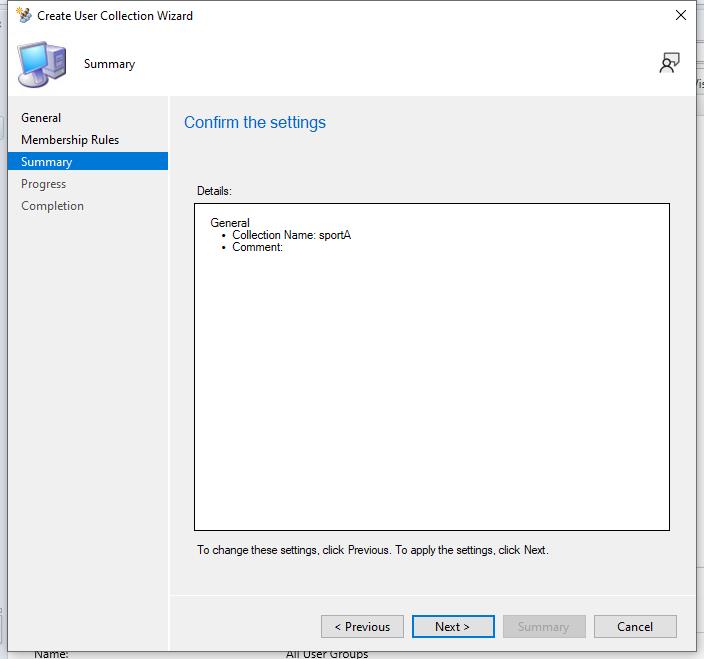 Create User Collection Wizard
Summary
General
Membership Rules
Summary
Progress
Completion
Confirm the settings
Details:
General
• Collection Name: sportA
• Comment:
To change these settings, click Previous. To apply the settings, click Next.
< Previous
Next >
Summary
Cancel
Name:
All User Groups